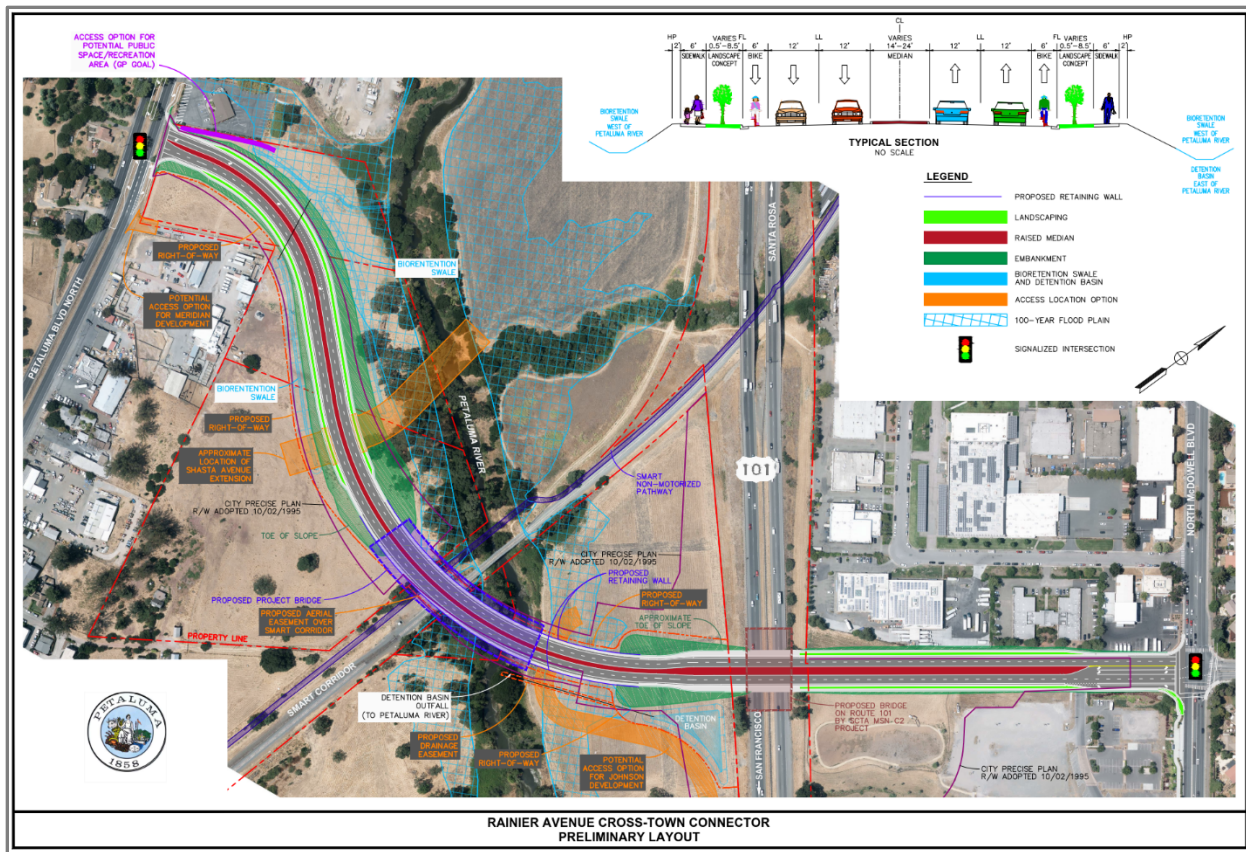 ACCESS OPTION FOR
POTENTIAL PUBLIC
SPACE/RECREATION
AREA (GP GOAL)
CL
HP
VARIES
FL
LL
VARIES
LL
FL
VARIES
HP
2'
6'
0.5'-8.5'
6'
12'
12'
14'-24'
12'
12'
6'
0.5'-8.5'
6'
2'
SIDEWALK
LANDSCAPE
CONCEPT
BIKE
MEDIAN
BIKE
LANDSCAPE
CONCEPT
SIDEWALK
BIORETENTION
SWALE
WEST OF
PETALUMA RIVER
BIORETENTION
SWALE
WEST OF
PETALUMA RIVER
DETENTION
BASIN
EAST OF
PETALUMA RIVER
TYPICAL SECTION
NO SCALE
LEGEND
PROPOSED RETAINING WALL
LANDSCAPING
RAISED MEDIAN
EMBANKMENT
BIORETENTION SWALE
AND DETENTION BASIN
ACCESS LOCATION OPTION
100-YEAR FLOOD PLAIN
SIGNALIZED INTERSECTION
PETALUMA BLVD NORTH
PROPOSED
RIGHT-OF-WAY
POTENTIAL
ACCESS OPTION
FOR MERIDIAN
DEVELOPMENT
BIORENTENTION
SWALE
SANTA ROSA
BIORENTENTION
SWALE
PROPOSED
RIGHT-OF-WAY
APPROXIMATE
LOCATION OF
SHASTA AVENUE
EXTENSION
PETALUMA RIVER
101
SMART
NON-MOTORIZED
PATHWAY
NORTH McDOWELL BLVD
CITY PRECISE PLAN
R/W ADOPTED 10/02/1995
TOE OF SLOPE
CITY PRECISE PLAN
R/W ADOPTED 10/02/1995
PROPOSED
RETAINING WALL
PROPOSED
RIGHT-OF-WAY
PROPOSED PROJECT BRIDGE
PROPOSED AERIAL
EASEMENT OVER
SMART CORRIDOR
APPROXIMATE
TOE OF SLOPE
PROPERTY LINE
SMART CORRIDOR
DETENTION BASIN
OUTFALL
(TO PETALUMA RIVER)
PROPOSED
DRAINAGE
EASEMENT
PROPOSED
RIGHT-OF-WAY
POTENTIAL
ACCESS OPTION
FOR JOHNSON
DEVELOPMENT
DETENTION
BASIN
SAN FRANCISCO
PROPOSED BRIDGE
ON ROUTE 101
BY SCTA MSN-C2
PROJECT
CITY PRECISE PLAN
R/W ADOPTED 10/02/1995
PETALUMA
1858
RAINIER AVENUE CROSS-TOWN CONNECTOR
PRELIMINARY LAYOUT